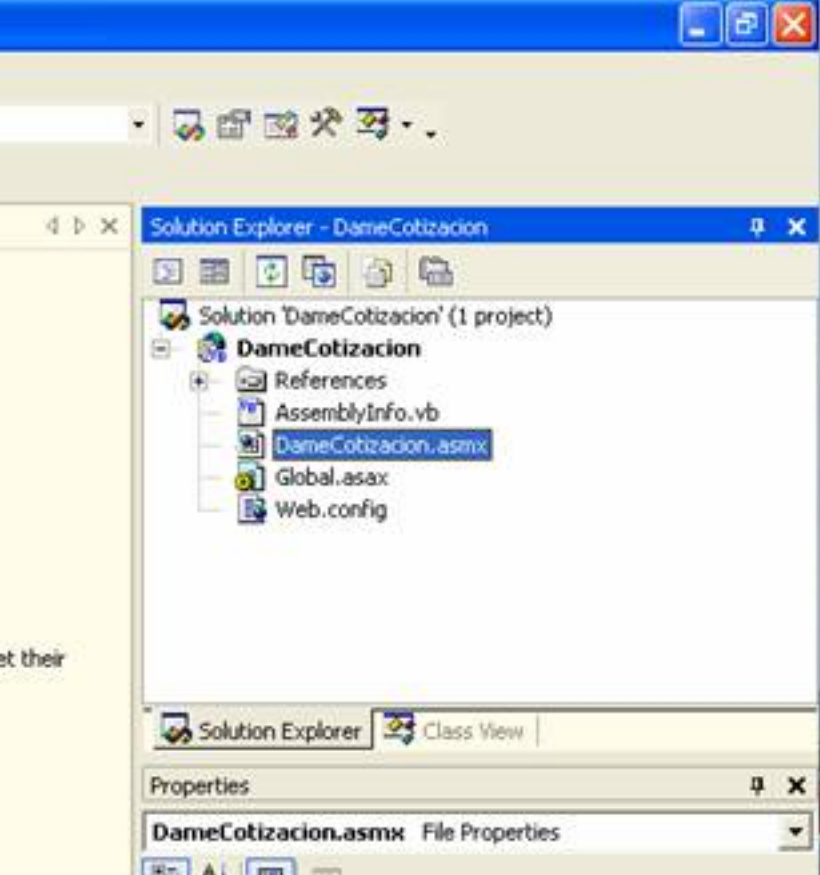 Solution Explorer - DameCotizacion
Solution 'DameCotizacion' (1 project)
DameCotizacion
References
AssemblyInfo.vb
DameCotizacion.asmx
Global.asax
Web.config
et their
Solution Explorer
Class View
Properties
DameCotizacion.asmx File Properties